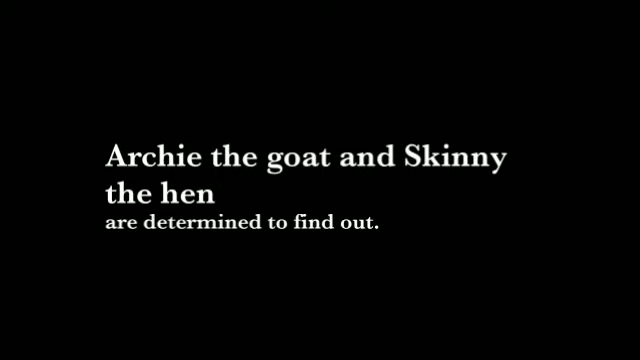 Archie the goat and Skinny
the hen
are determined to find out.